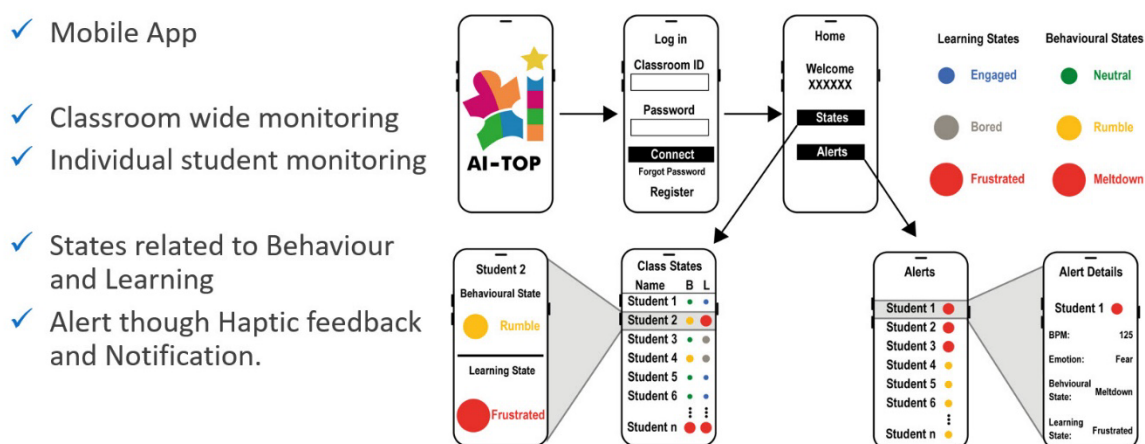 Mobile App
Classroom wide monitoring
Individual student monitoring
States related to Behaviour
and Learning
Alert though Haptic feedback
and Notification.
AI-TOP
Log in
Classroom ID
Password
Connect
Forgot Password
Register
Home
Welcome
XXXXXX
States
Alerts
Learning States Behavioural States
Engaged Neutral
Bored Rumble
Frustrated Meltdown
Student 2
Behavioural State
Rumble
Learning State
Frustrated
Class States
Name B L
Student 1
Student 2
Student 3
Student 4
Student 5
Student 6
Student n
Alerts
Student 1
Student 2
Student 3
Student 4
Student 5
Student 6
Student n
Alert Details
Student 1
BPM: 125
Emotion: Fear
Behvioural
State: Meltdown
Learning
State: Frustrated